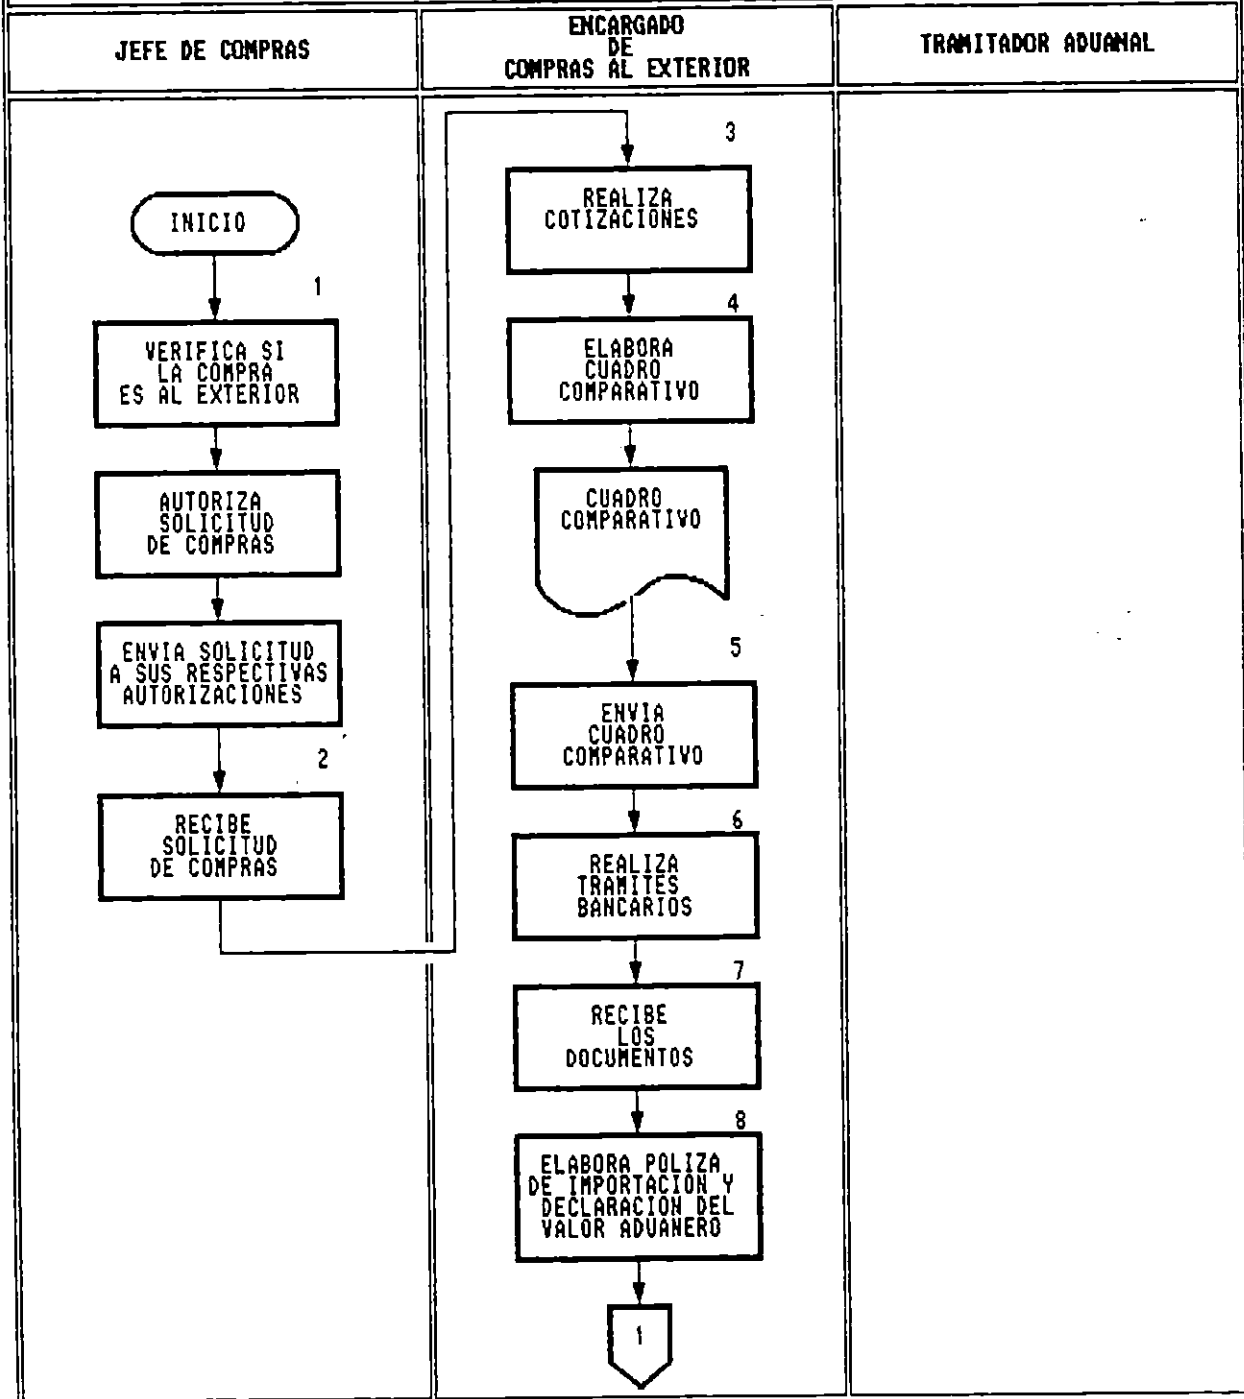 JEFE DE COMPRAS
ENCARGADO
DE
COMPRAS AL EXTERIOR
TRAMITADOR ADUANAL
INICIO
1
VERIFICA SI
LA COMPRA
ES AL EXTERIOR
AUTORIZA
SOLICITUD
DE COMPRAS
ENVIA SOLICITUD
A SUS RESPECTIVAS
AUTORIZACIONES
2
RECIBE
SOLICITUD
DE COMPRAS
3
REALIZA
COTIZACIONES
4
ELABORA
CUADRO
COMPARATIVO
CUADRO
COMPARATIVO
5
ENVIA
CUADRO
COMPARATIVO
6
REALIZA
TRAMITES
BANCARIOS
7
RECIBE
LOS
DOCUMENTOS
8
ELABORA POLIZA
DE IMPORTACION Y
DECLARACION DEL
VALOR ADUANERO
1